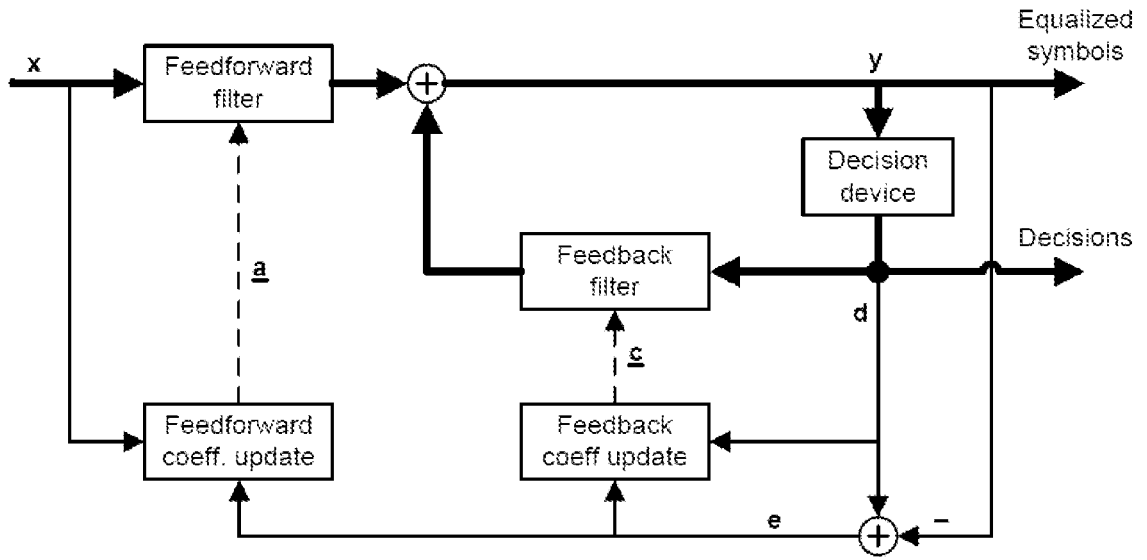 Equalized
symbols
x
Feedforward
filter
+
y
Decision
device
Decisions
Feedback
filter
a
d
c
Feedforward
coeff. update
Feedback
coeff update
e
+
−